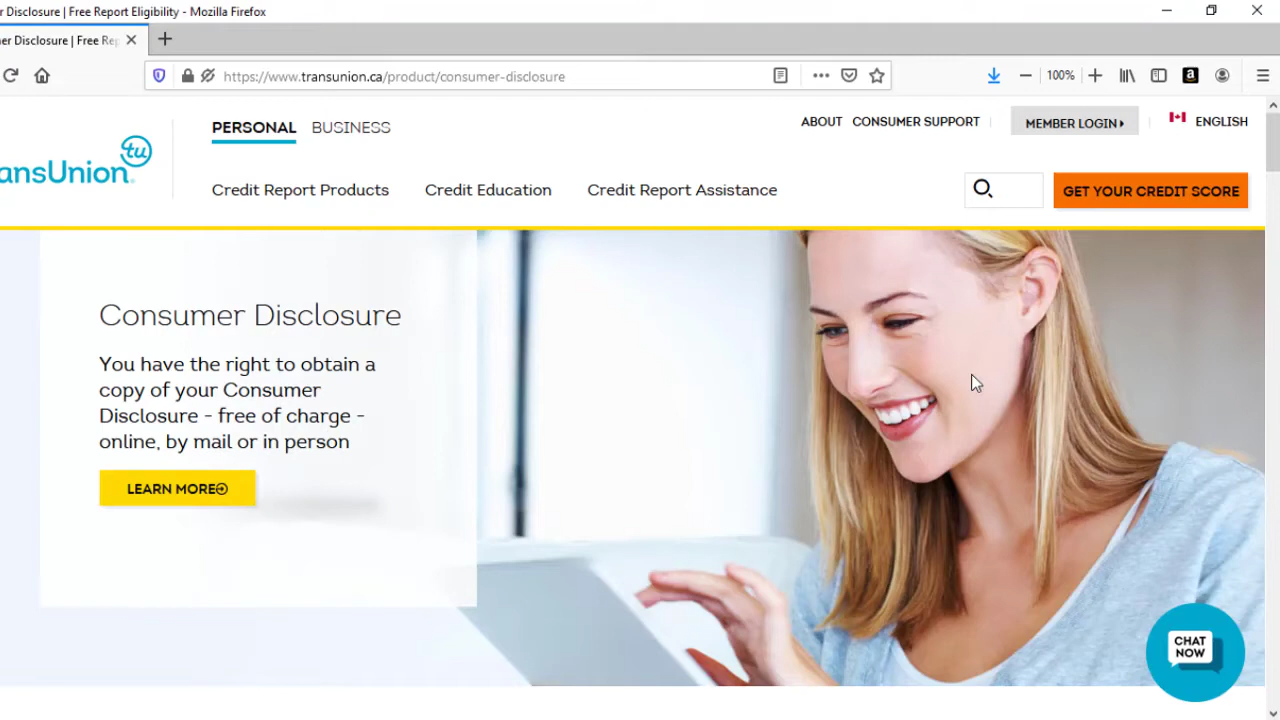 er Disclosure | Free Report Eligibility - Mozilla Firefox
er Disclosure | Free Rep
https://www.transunion.ca/product/consumer-disclosure
100%
a
PERSONAL BUSINESS
ABOUT CONSUMER SUPPORT MEMBER LOGIN ENGLISH
tu
ansUnion
Credit Report Products Credit Education Credit Report Assistance
GET YOUR CREDIT SCORE
Consumer Disclosure
You have the right to obtain a
copy of your Consumer
Disclosure - free of charge -
online, by mail or in person
LEARN MORE
CHAT
NOW